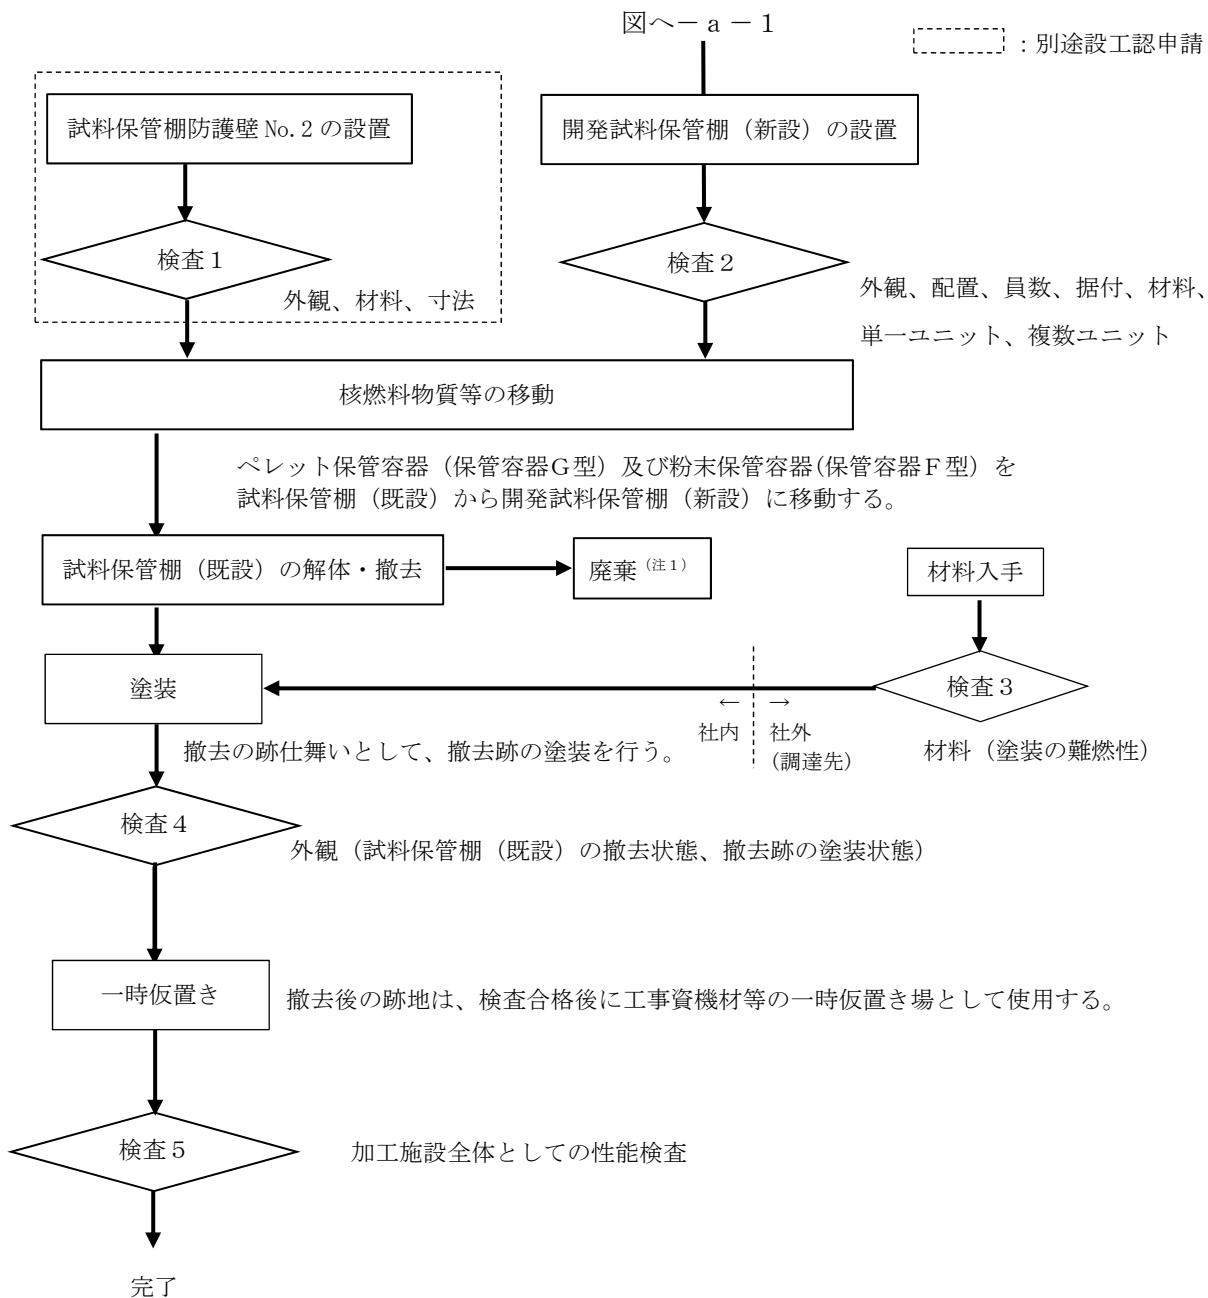 図へ－ａ－１
：別途設工認申請
試料保管棚防護壁 No.2 の設置
開発試料保管棚（新設）の設置
検査１
検査２
外観、材料、寸法
外観、配置、員数、据付、材料、
単一ユニット、複数ユニット
核燃料物質等の移動
ペレット保管容器（保管容器Ｇ型）及び粉末保管容器(保管容器Ｆ型）を
試料保管棚（既設）から開発試料保管棚（新設）に移動する。
試料保管棚（既設）の解体・撤去
廃棄（注１）
材料入手
塗装
検査３
← →
社内 社外
（調達先）
撤去の跡仕舞いとして、撤去跡の塗装を行う。
材料（塗装の難燃性）
検査４
外観（試料保管棚（既設）の撤去状態、撤去跡の塗装状態）
一時仮置き
撤去後の跡地は、検査合格後に工事資機材等の一時仮置き場として使用する。
検査５
加工施設全体としての性能検査
完了